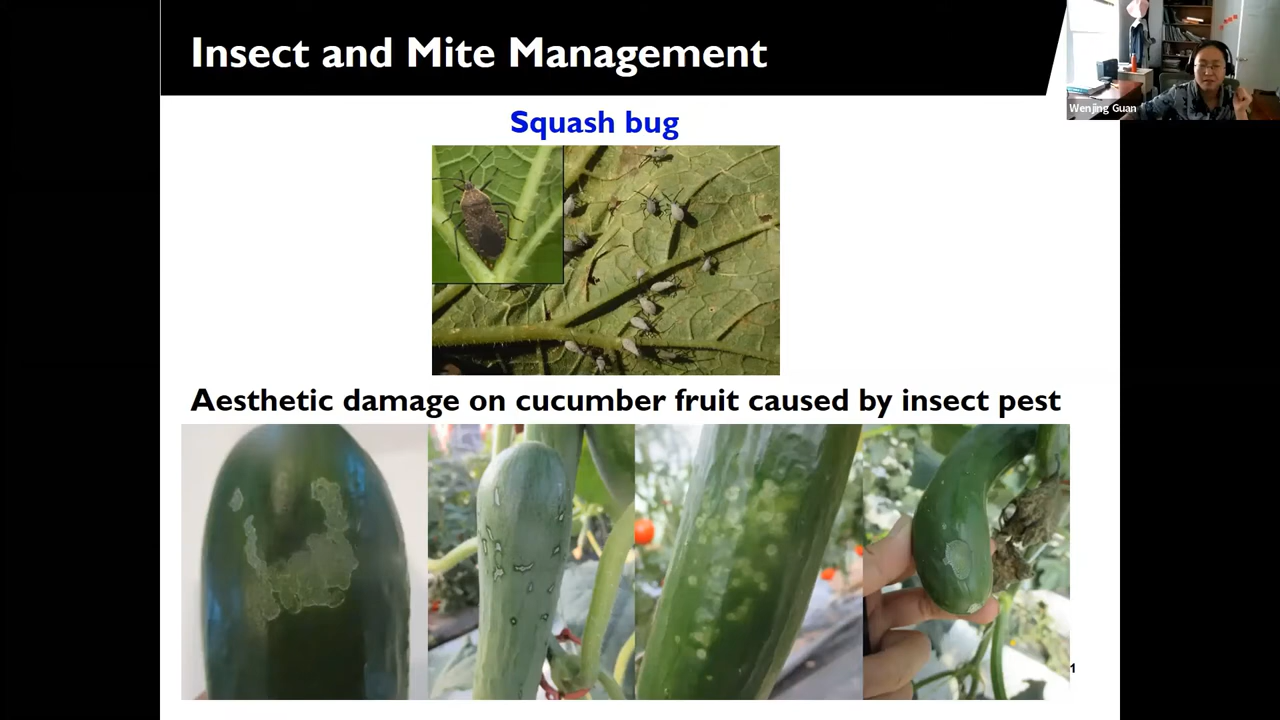 Insect and Mite Management
Wenjing Guan
Squash bug
Aesthetic damage on cucumber fruit caused by insect pest
1